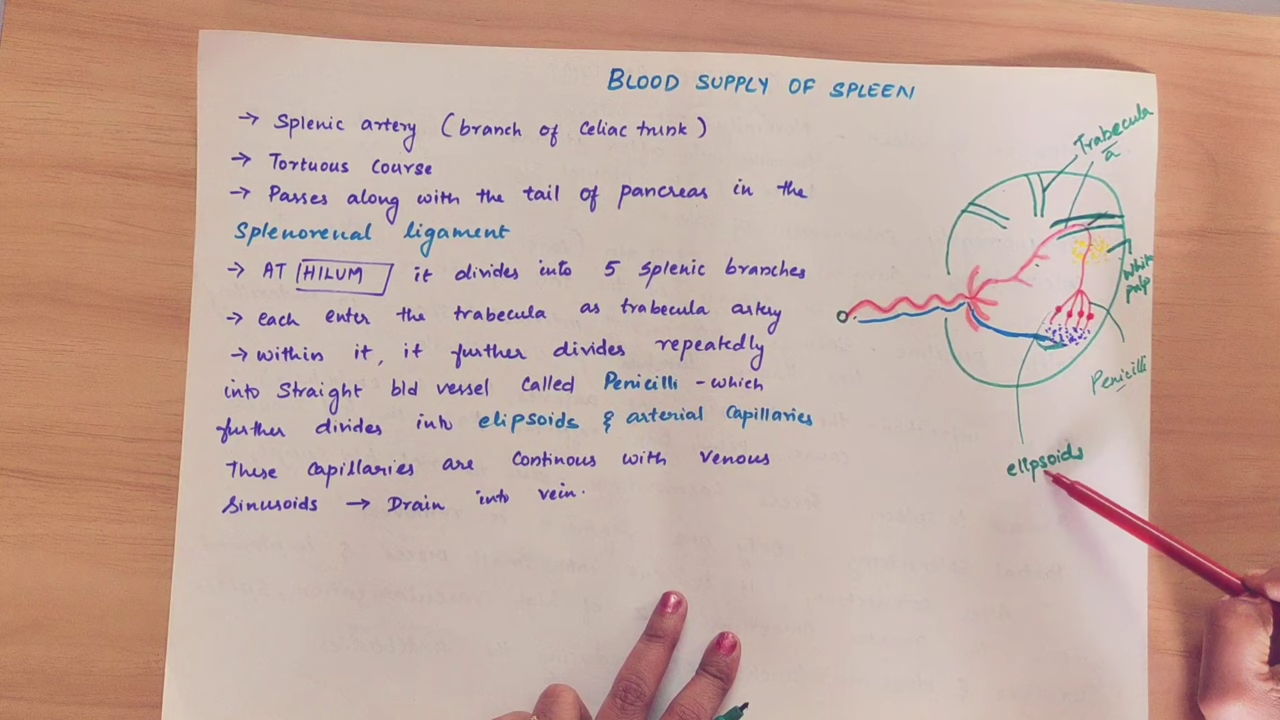 BLOOD SUPPLY OF SPLEEN
→ Splenic artery (branch of Celiac trunk)
→ Tortuous course
→ Passes along with the tail of pancreas in the
Splenorenal ligament
→ AT HILUM it divides into 5 splenic branches
→ each enter the trabecula as trabecula artery
→ within it, it further divides repeatedly
into Straight bld vessel called Penicilli - which
further divides into elipsoids & arterial capillaries
These capillaries are continous with venous
Sinusoids → Drain into vein.
Trabecula
a
White
pulp
Penicilli
ellpsoids